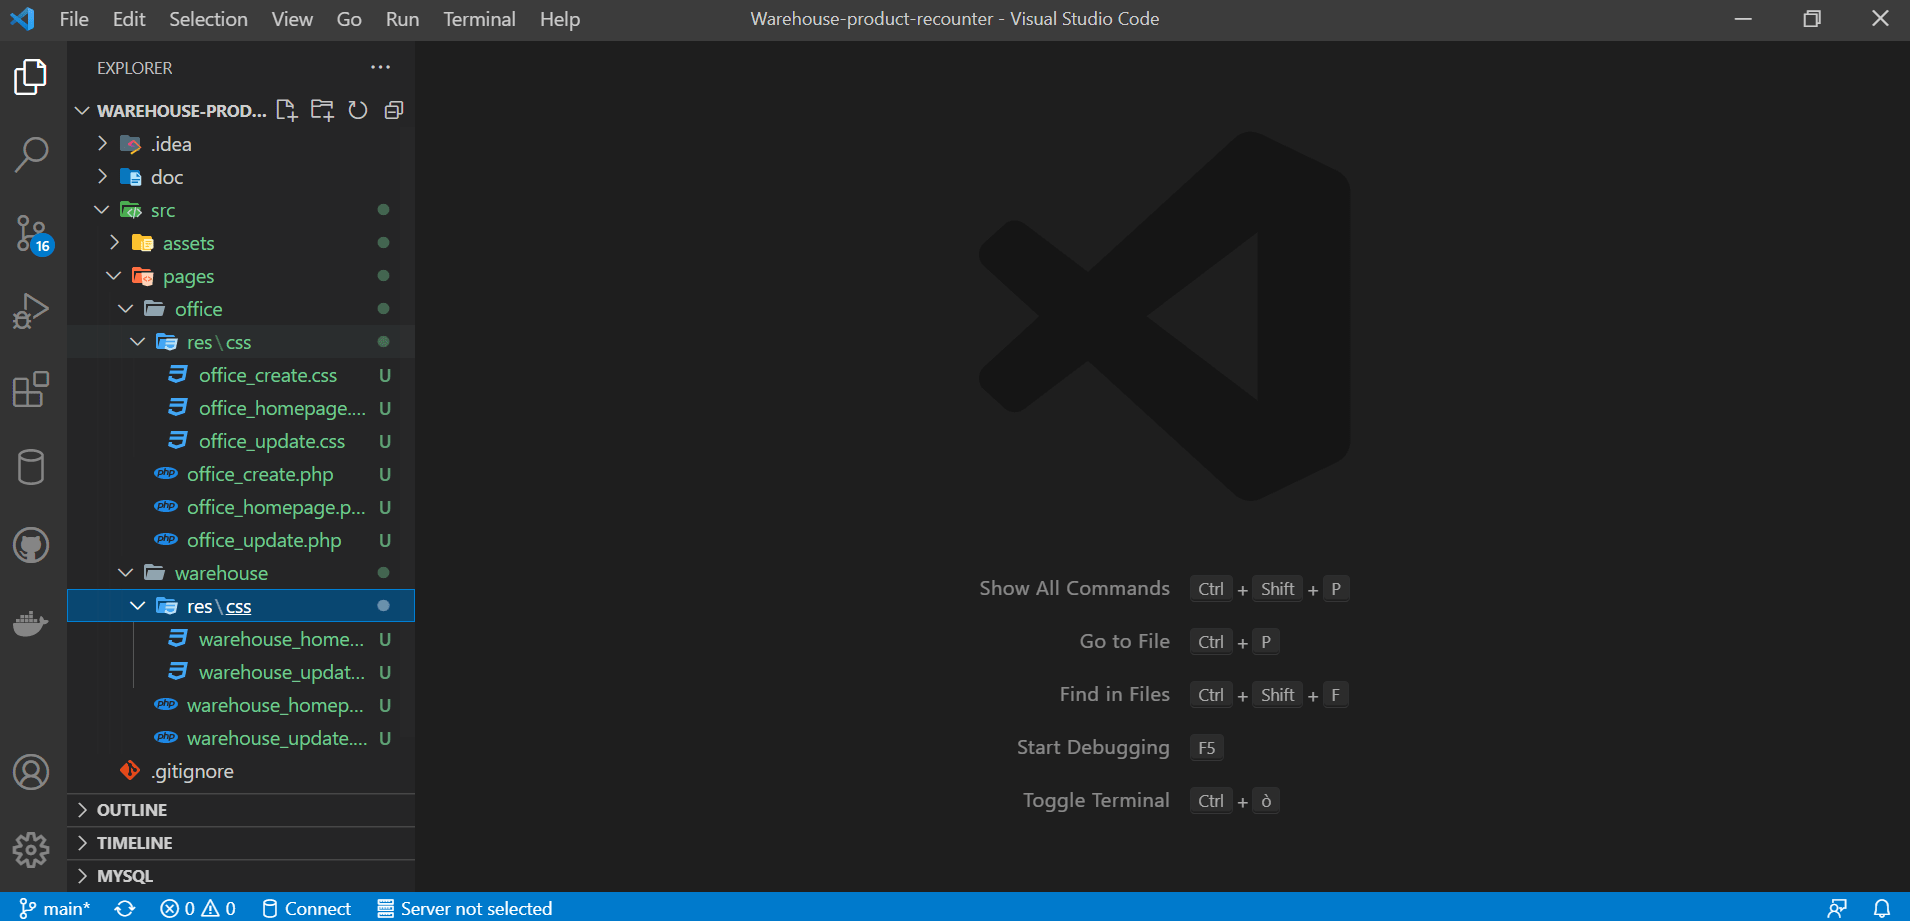 File Edit Selection View Go Run Terminal Help Warehouse-product-recounter - Visual Studio Code
EXPLORER
WAREHOUSE-PROD...
.idea
doc
src
assets
pages
office
res\css
office_create.css U
office_homepage.... U
office_update.css U
office_create.php U
office_homepage.p... U
office_update.php U
warehouse
res\css
warehouse_home... U
warehouse_updat... U
warehouse_homep... U
warehouse_update.... U
.gitignore
OUTLINE
TIMELINE
MYSQL
16
Show All Commands Ctrl + Shift + P
Go to File Ctrl + P
Find in Files Ctrl + Shift + F
Start Debugging F5
Toggle Terminal Ctrl + ò
main* 0 0 Connect Server not selected